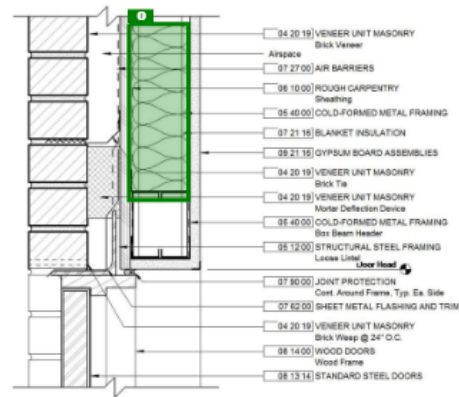 1
04 20 19 VENEER UNIT MASONRY
Brick Veneer
Airspace
07 27 00 AIR BARRIERS
06 10 00 ROUGH CARPENTRY
Sheathing
05 40 00 COLD-FORMED METAL FRAMING
07 21 16 BLANKET INSULATION
09 21 16 GYPSUM BOARD ASSEMBLIES
04 20 19 VENEER UNIT MASONRY
Brick Tie
04 20 19 VENEER UNIT MASONRY
Mortar Deflection Device
05 40 00 COLD-FORMED METAL FRAMING
Box Beam Header
05 12 00 STRUCTURAL STEEL FRAMING
Loose Lintel
Door Head
07 90 00 JOINT PROTECTION
Cont. Around Frame, Typ. Ea. Side
07 62 00 SHEET METAL FLASHING AND TRIM
04 20 19 VENEER UNIT MASONRY
Brick Weep @ 24" O.C.
08 14 00 WOOD DOORS
Wood Frame
08 13 14 STANDARD STEEL DOORS